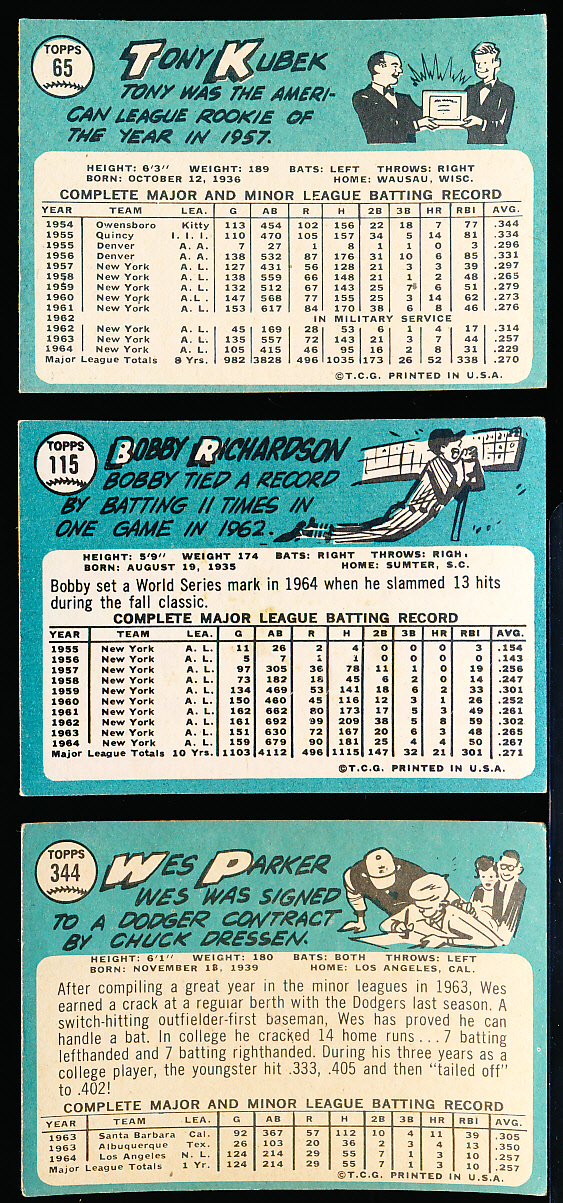 TOPPS
65
TONY KUBEK
TONY WAS THE AMERI-
CAN LEAGUE ROOKIE OF
THE YEAR IN 1957.
HEIGHT: 6'3" WEIGHT: 189 BATS: LEFT THROWS: RIGHT
BORN: OCTOBER 12, 1936 HOME: WAUSAU, WISC.
COMPLETE MAJOR AND MINOR LEAGUE BATTING RECORD
YEAR TEAM LEA. G AB R H 2B 3B HR RBI AVG.
1954 Owensboro Kitty 113 454 102 156 22 18 7 77 .344
1955 Quincy I. I. I. 110 470 105 157 34 5 14 81 .334
1955 Denver A. A. 7 27 1 8 1 1 0 3 .296
1956 Denver A. A. 138 532 87 176 31 10 6 85 .331
1957 New York A. L. 127 431 56 128 21 3 3 39 .297
1958 New York A. L. 138 559 66 148 21 1 2 48 .265
1959 New York A. L. 132 512 67 143 25 7 6 51 .279
1960 New York A. L. 147 568 77 155 25 3 14 62 .273
1961 New York A. L. 153 617 84 170 38 6 8 46 .276
1962 IN MILITARY SERVICE
1962 New York A. L. 45 169 28 53 6 1 4 17 .314
1963 New York A. L. 135 557 72 143 21 3 7 44 .257
1964 New York A. L. 105 415 46 95 16 2 8 31 .229
Major League Totals 8 Yrs. 982 3828 496 1035 173 26 52 338 .270
©T.C.G. PRINTED IN U.S.A.
TOPPS
115
BOBBY RICHARDSON
BOBBY TIED A RECORD
BY BATTING 11 TIMES IN
ONE GAME IN 1962.
HEIGHT: 5'9" WEIGHT 174 BATS: RIGHT THROWS: RIGH.
BORN: AUGUST 19, 1935 HOME: SUMTER, S.C.
Bobby set a World Series mark in 1964 when he slammed 13 hits
during the fall classic.
COMPLETE MAJOR LEAGUE BATTING RECORD
YEAR TEAM LEA. G AB R H 2B 3B HR RBI AVG.
1955 New York A. L. 11 26 2 4 0 0 0 3 .154
1956 New York A. L. 5 7 1 1 0 0 0 0 .143
1957 New York A. L. 97 305 36 78 11 1 0 19 .256
1958 New York A. L. 73 182 18 45 6 2 0 14 .247
1959 New York A. L. 134 469 53 141 18 6 2 33 .301
1960 New York A. L. 150 460 45 116 12 3 1 26 .252
1961 New York A. L. 162 662 80 173 17 5 3 49 .261
1962 New York A. L. 161 692 99 209 38 5 8 59 .302
1963 New York A. L. 151 630 72 167 20 6 3 48 .265
1964 New York A. L. 159 679 90 181 25 4 4 50 .267
Major League Totals 10 Yrs. 1103 4112 496 1115 147 32 21 301 .271
©T.C.G. PRINTED IN U.S.A.
TOPPS
344
WES PARKER
WES WAS SIGNED
TO A DODGER CONTRACT
BY CHUCK DRESSEN.
HEIGHT: 6'1" WEIGHT: 180 BATS: BOTH THROWS: LEFT
BORN: NOVEMBER 13, 1939 HOME: LOS ANGELES, CAL.
After compiling a great year in the minor leagues in 1963, Wes
earned a crack at a regular berth with the Dodgers last season. A
switch-hitting outfielder-first baseman, Wes has proved he can
handle a bat. In college he cracked 14 home runs...7 batting
lefthanded and 7 batting righthanded. During his three years as a
college player, the youngster hit .333, .405 and then "tailed off"
to .402!
COMPLETE MAJOR AND MINOR LEAGUE BATTING RECORD
YEAR TEAM LEA. G AB R H 2B 3B HR RBI AVG.
1963 Santa Barbara Cal. 92 367 57 112 10 4 11 39 .305
1963 Albuquerque Tex. 26 103 20 36 2 3 4 13 .350
1964 Los Angeles N. L. 124 214 29 55 7 1 3 10 .257
Major League Totals 1 Yr. 124 214 29 55 7 1 3 10 .257
©T.C.G. PRINTED IN U.S.A.